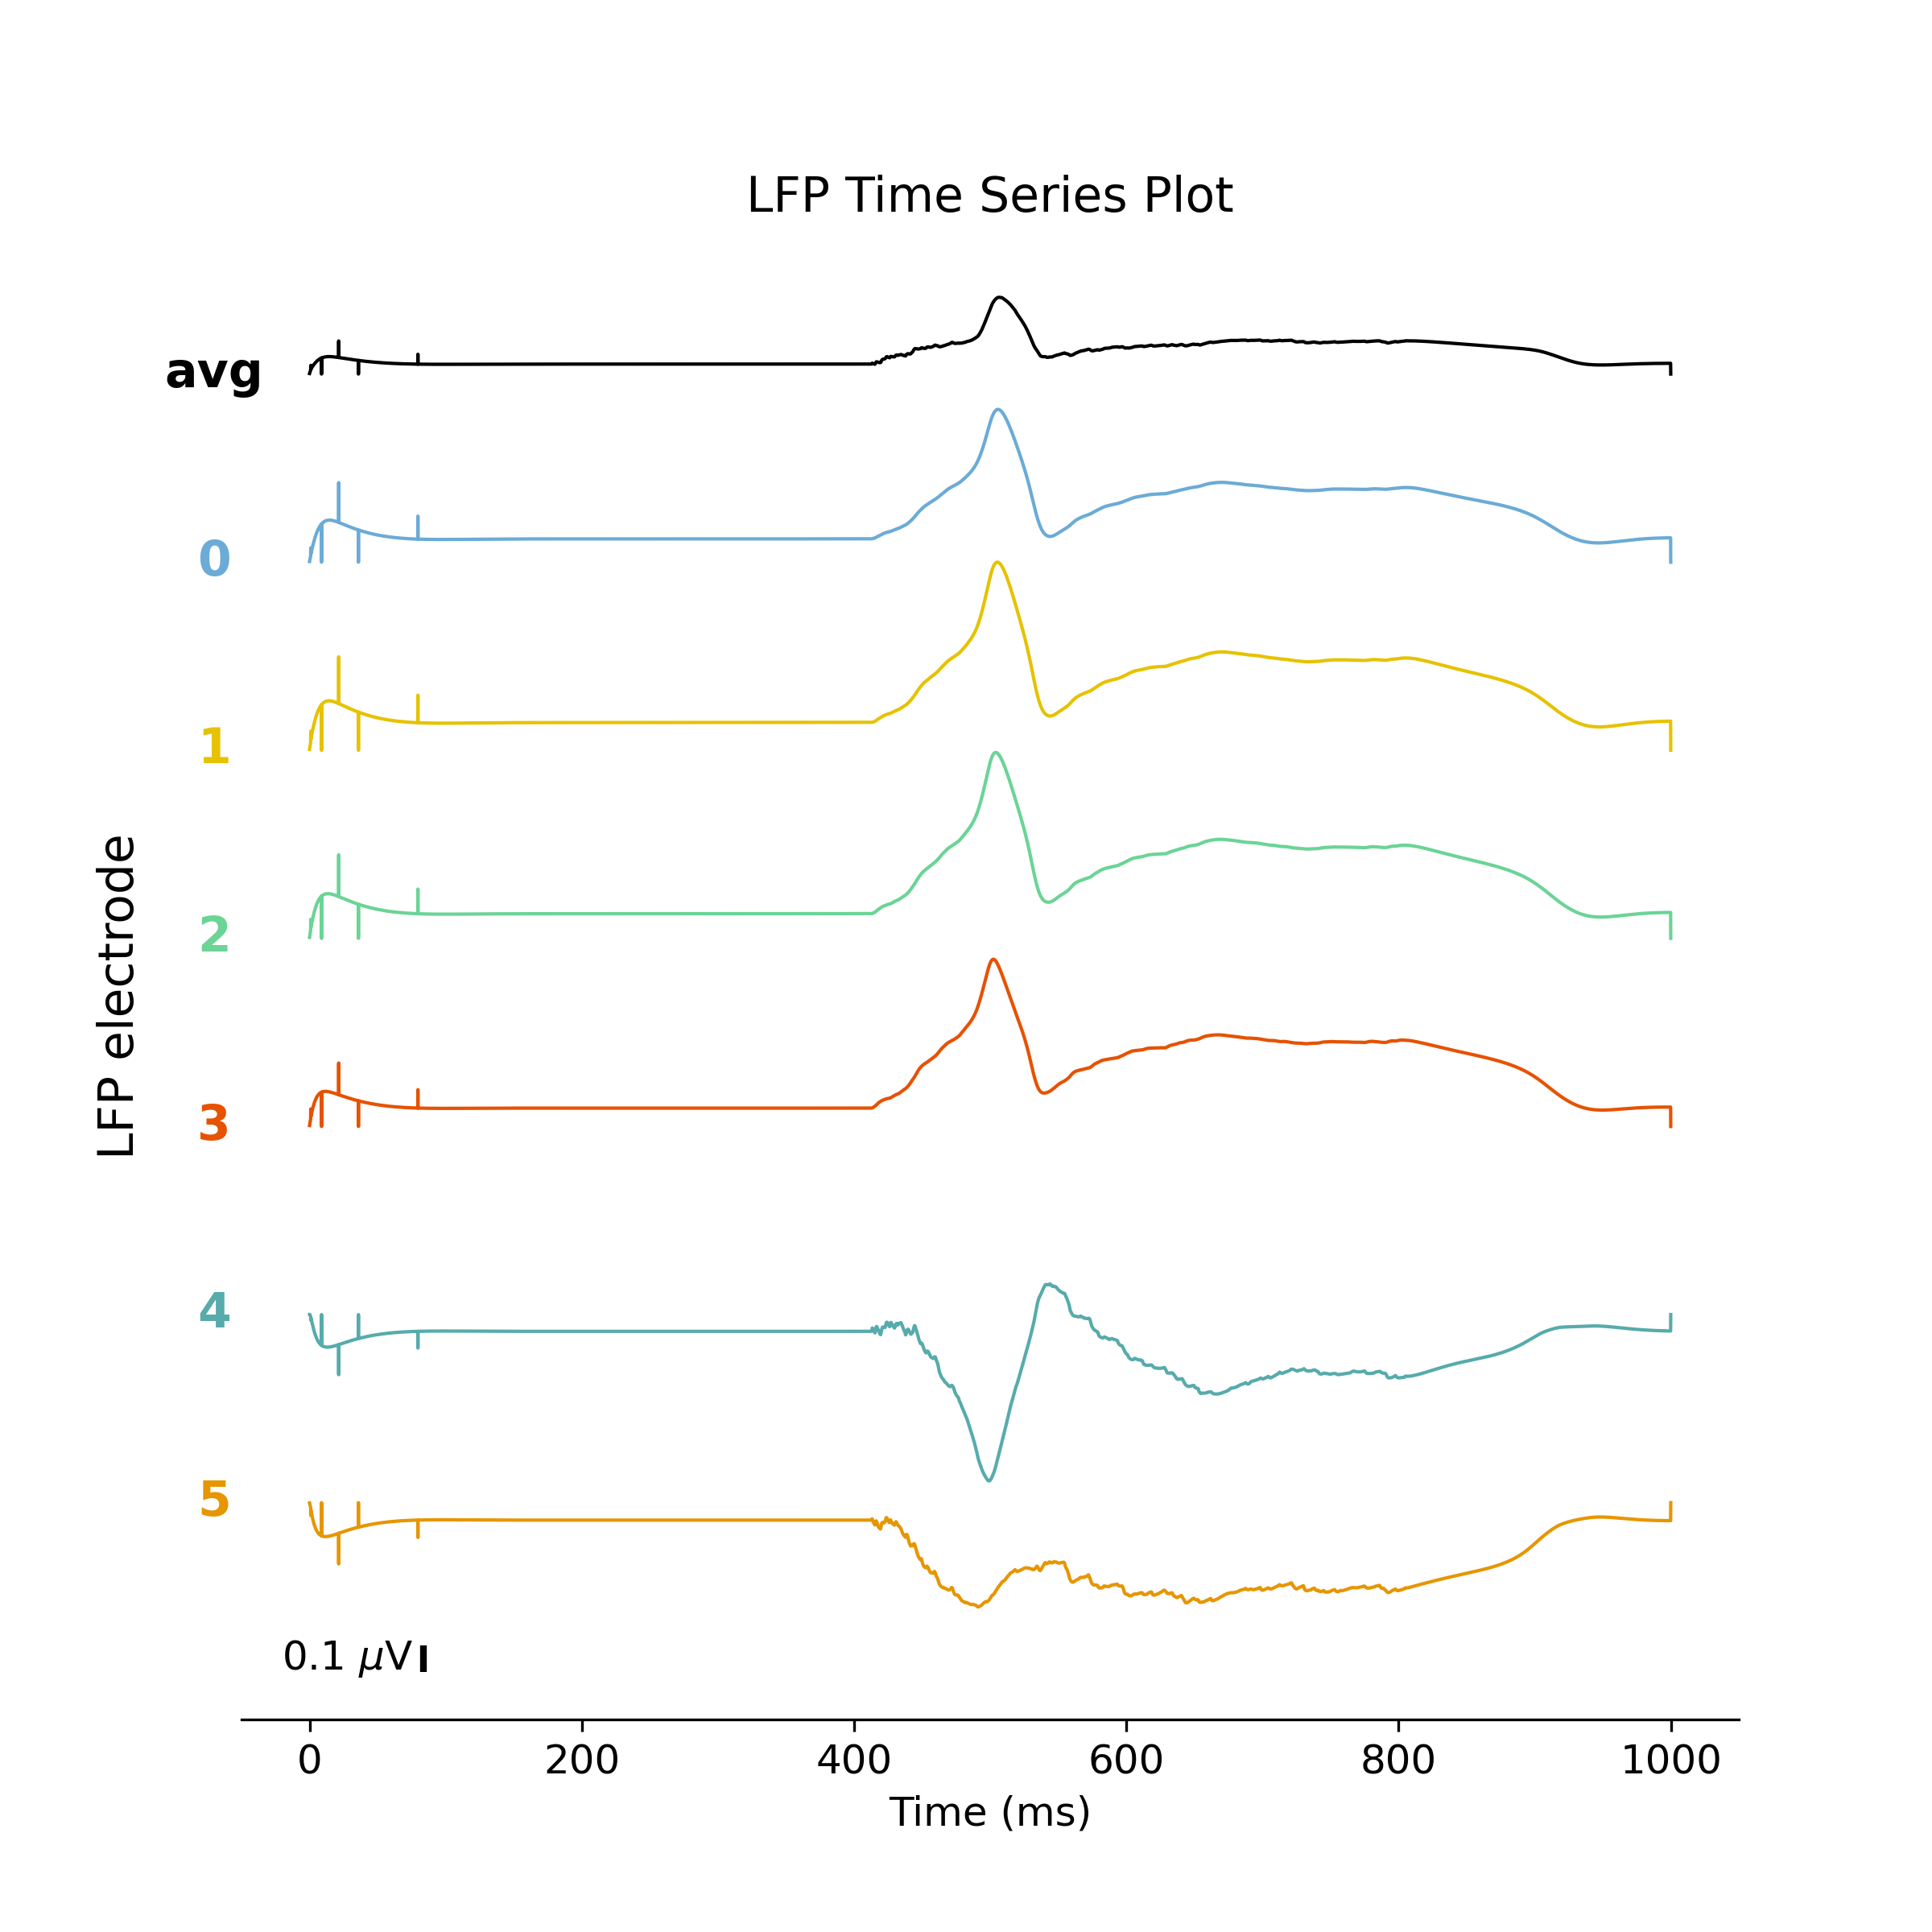 LFP Time Series Plot
avg
0
1
2
3
4
5
LFP electrode
0.1 μV
0 200 400 600 800 1000
Time (ms)